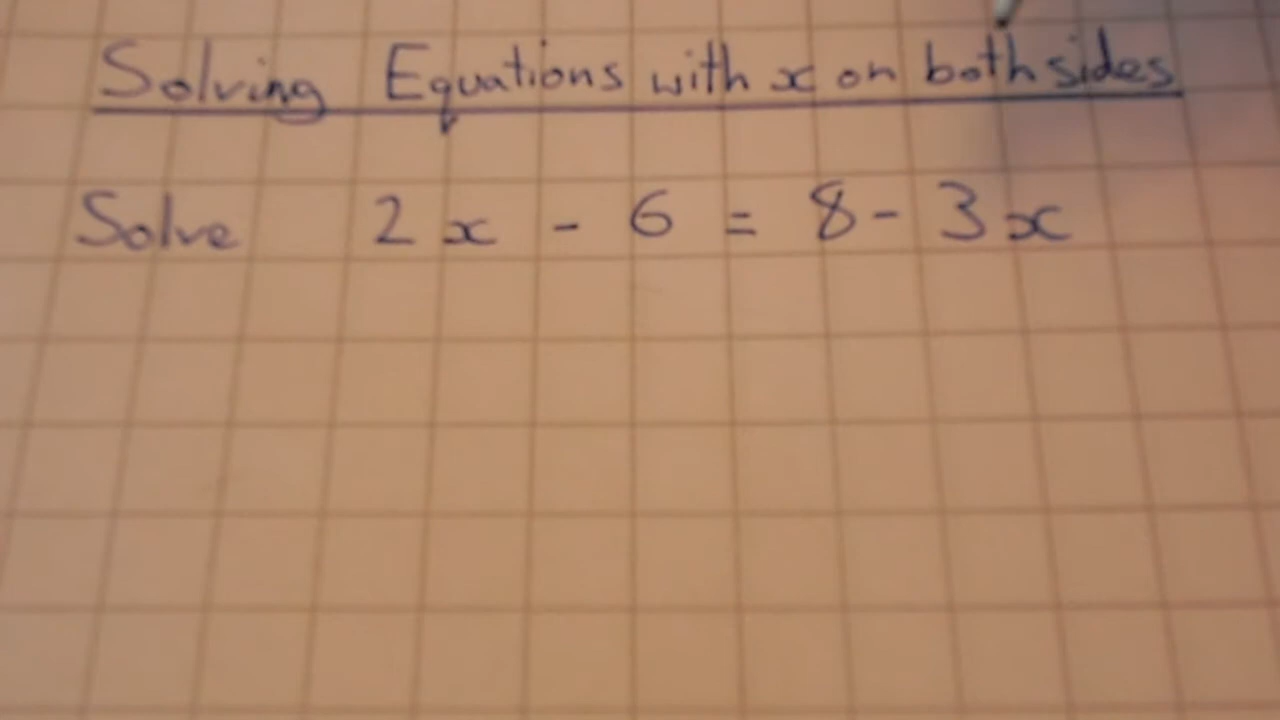 Solving Equations with x on both sides
Solve 2x - 6 = 8 - 3x